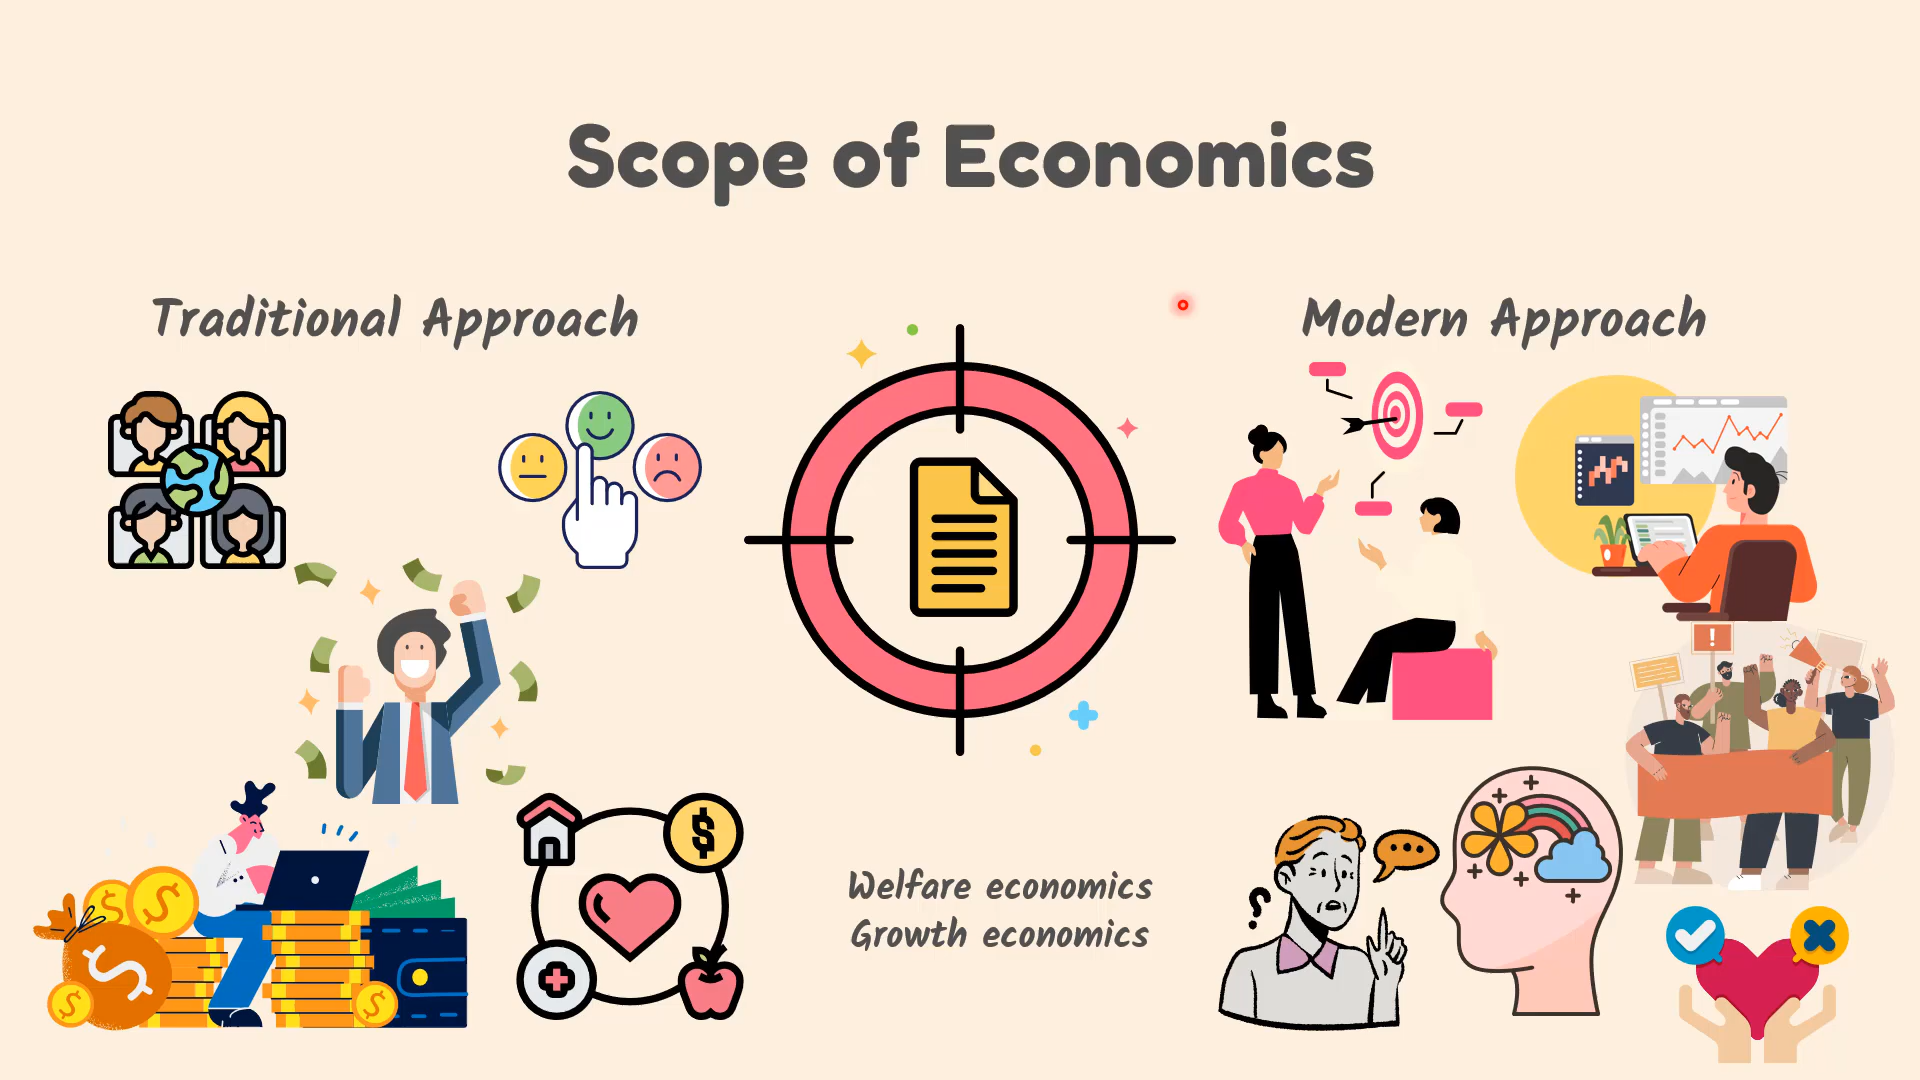 Scope of Economics
Traditional Approach
Modern Approach
Welfare economics
Growth economics